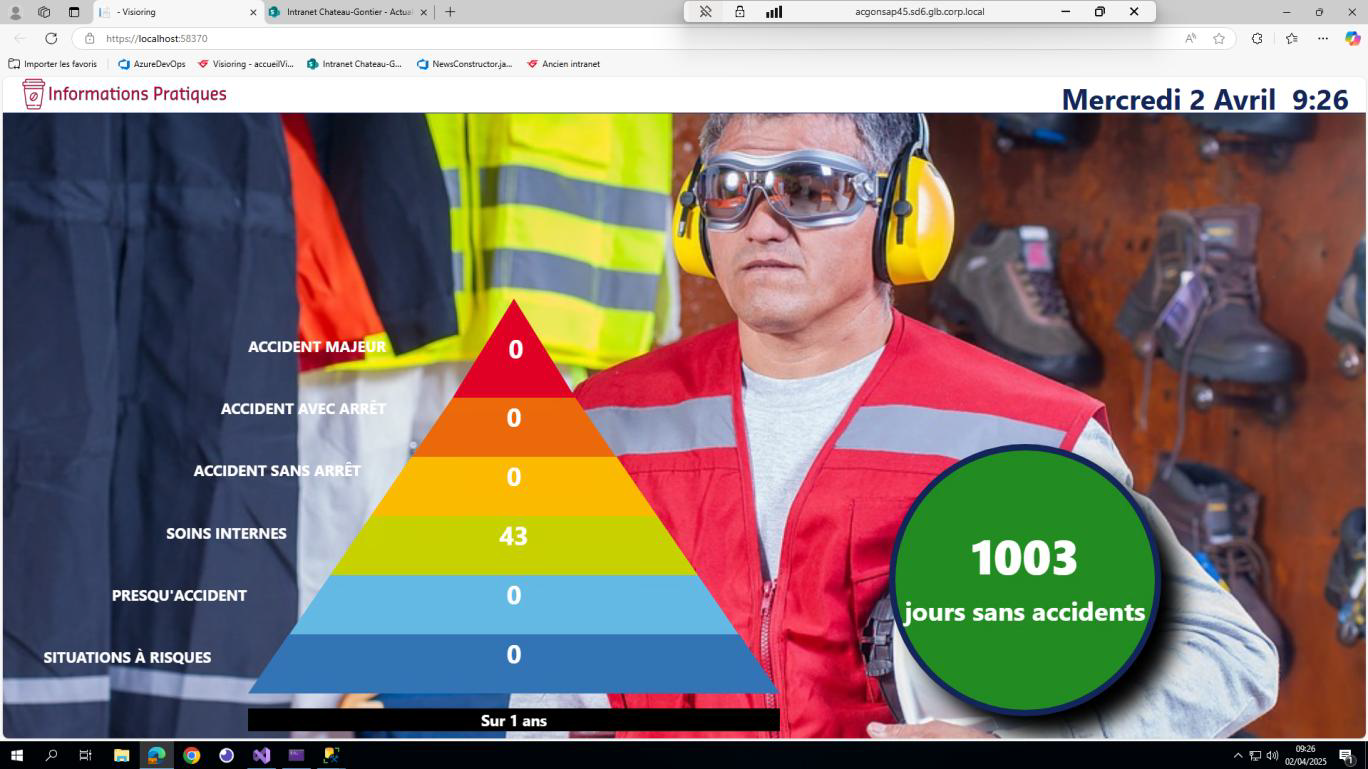 - Visioring
Intranet Chateau-Gontier - Actual
acgonsap45.sd6.glb.corp.local
https://localhost:58370
Importer les favoris
AzureDevOps
Visioring - accueilVi...
Intranet Chateau-G...
NewsConstructor.ja...
Ancien intranet
Informations Pratiques
Mercredi 2 Avril 9:26
ACCIDENT MAJEUR 0
ACCIDENT AVEC ARRÊT 0
ACCIDENT SANS ARRÊT 0
SOINS INTERNES 43
PRESQU'ACCIDENT 0
SITUATIONS À RISQUES 0
Sur 1 ans
1003
jours sans accidents
09:26
02/04/2025
1